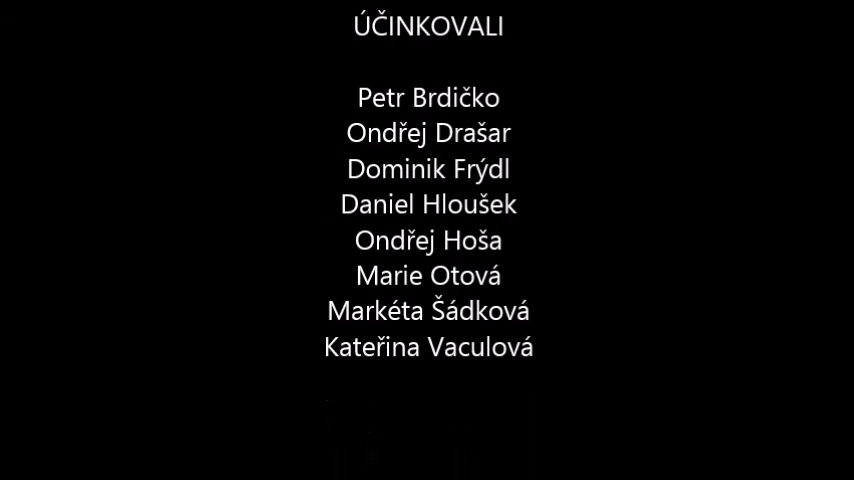 ÚČINKOVALI
Petr Brdičko
Ondřej Drašar
Dominik Frýdl
Daniel Hloušek
Ondřej Hoša
Marie Otová
Markéta Šádková
Kateřina Vaculová